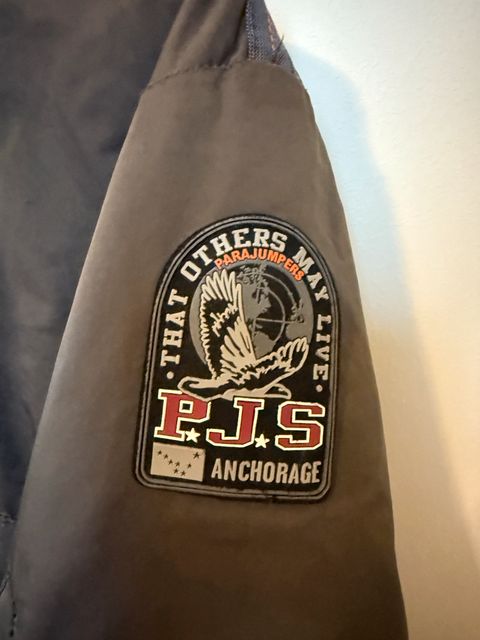 · THAT OTHERS MAY LIVE ·
PARAJUMPERS
P.J.S
ANCHORAGE